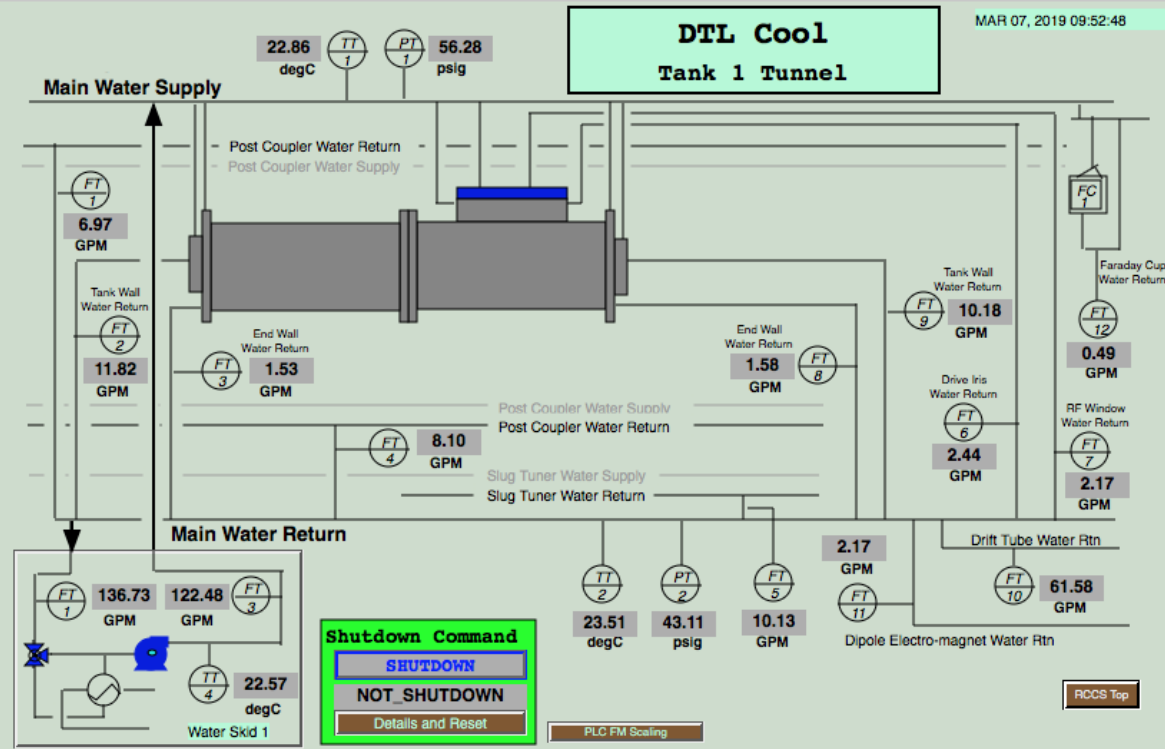 MAR 07, 2019 09:52:48
DTL Cool
Tank 1 Tunnel
22.86
degC
TT
1
PT
1
56.28
psig
Main Water Supply
Post Coupler Water Return
Post Coupler Water Supply
FT
1
6.97
GPM
FC
1
Faraday Cup
Water Return
FT
12
0.49
GPM
Tank Wall
Water Return
FT
2
11.82
GPM
End Wall
Water Return
FT
3
1.53
GPM
End Wall
Water Return
1.58
GPM
FT
8
Tank Wall
Water Return
FT
9
10.18
GPM
Drive Iris
Water Return
FT
6
2.44
GPM
RF Window
Water Return
FT
7
2.17
GPM
Post Coupler Water Supply
Post Coupler Water Return
FT
4
8.10
GPM
Slug Tuner Water Supply
Slug Tuner Water Return
Main Water Return
TT
2
23.51
degC
PT
2
43.11
psig
FT
5
10.13
GPM
2.17
GPM
FT
11
Dipole Electro-magnet Water Rtn
Drift Tube Water Rtn
FT
10
61.58
GPM
FT
1
136.73
GPM
122.48
GPM
FT
3
TT
4
22.57
degC
Water Skid 1
Shutdown Command
SHUTDOWN
NOT_SHUTDOWN
Details and Reset
PLC FM Scaling
RCCS Top